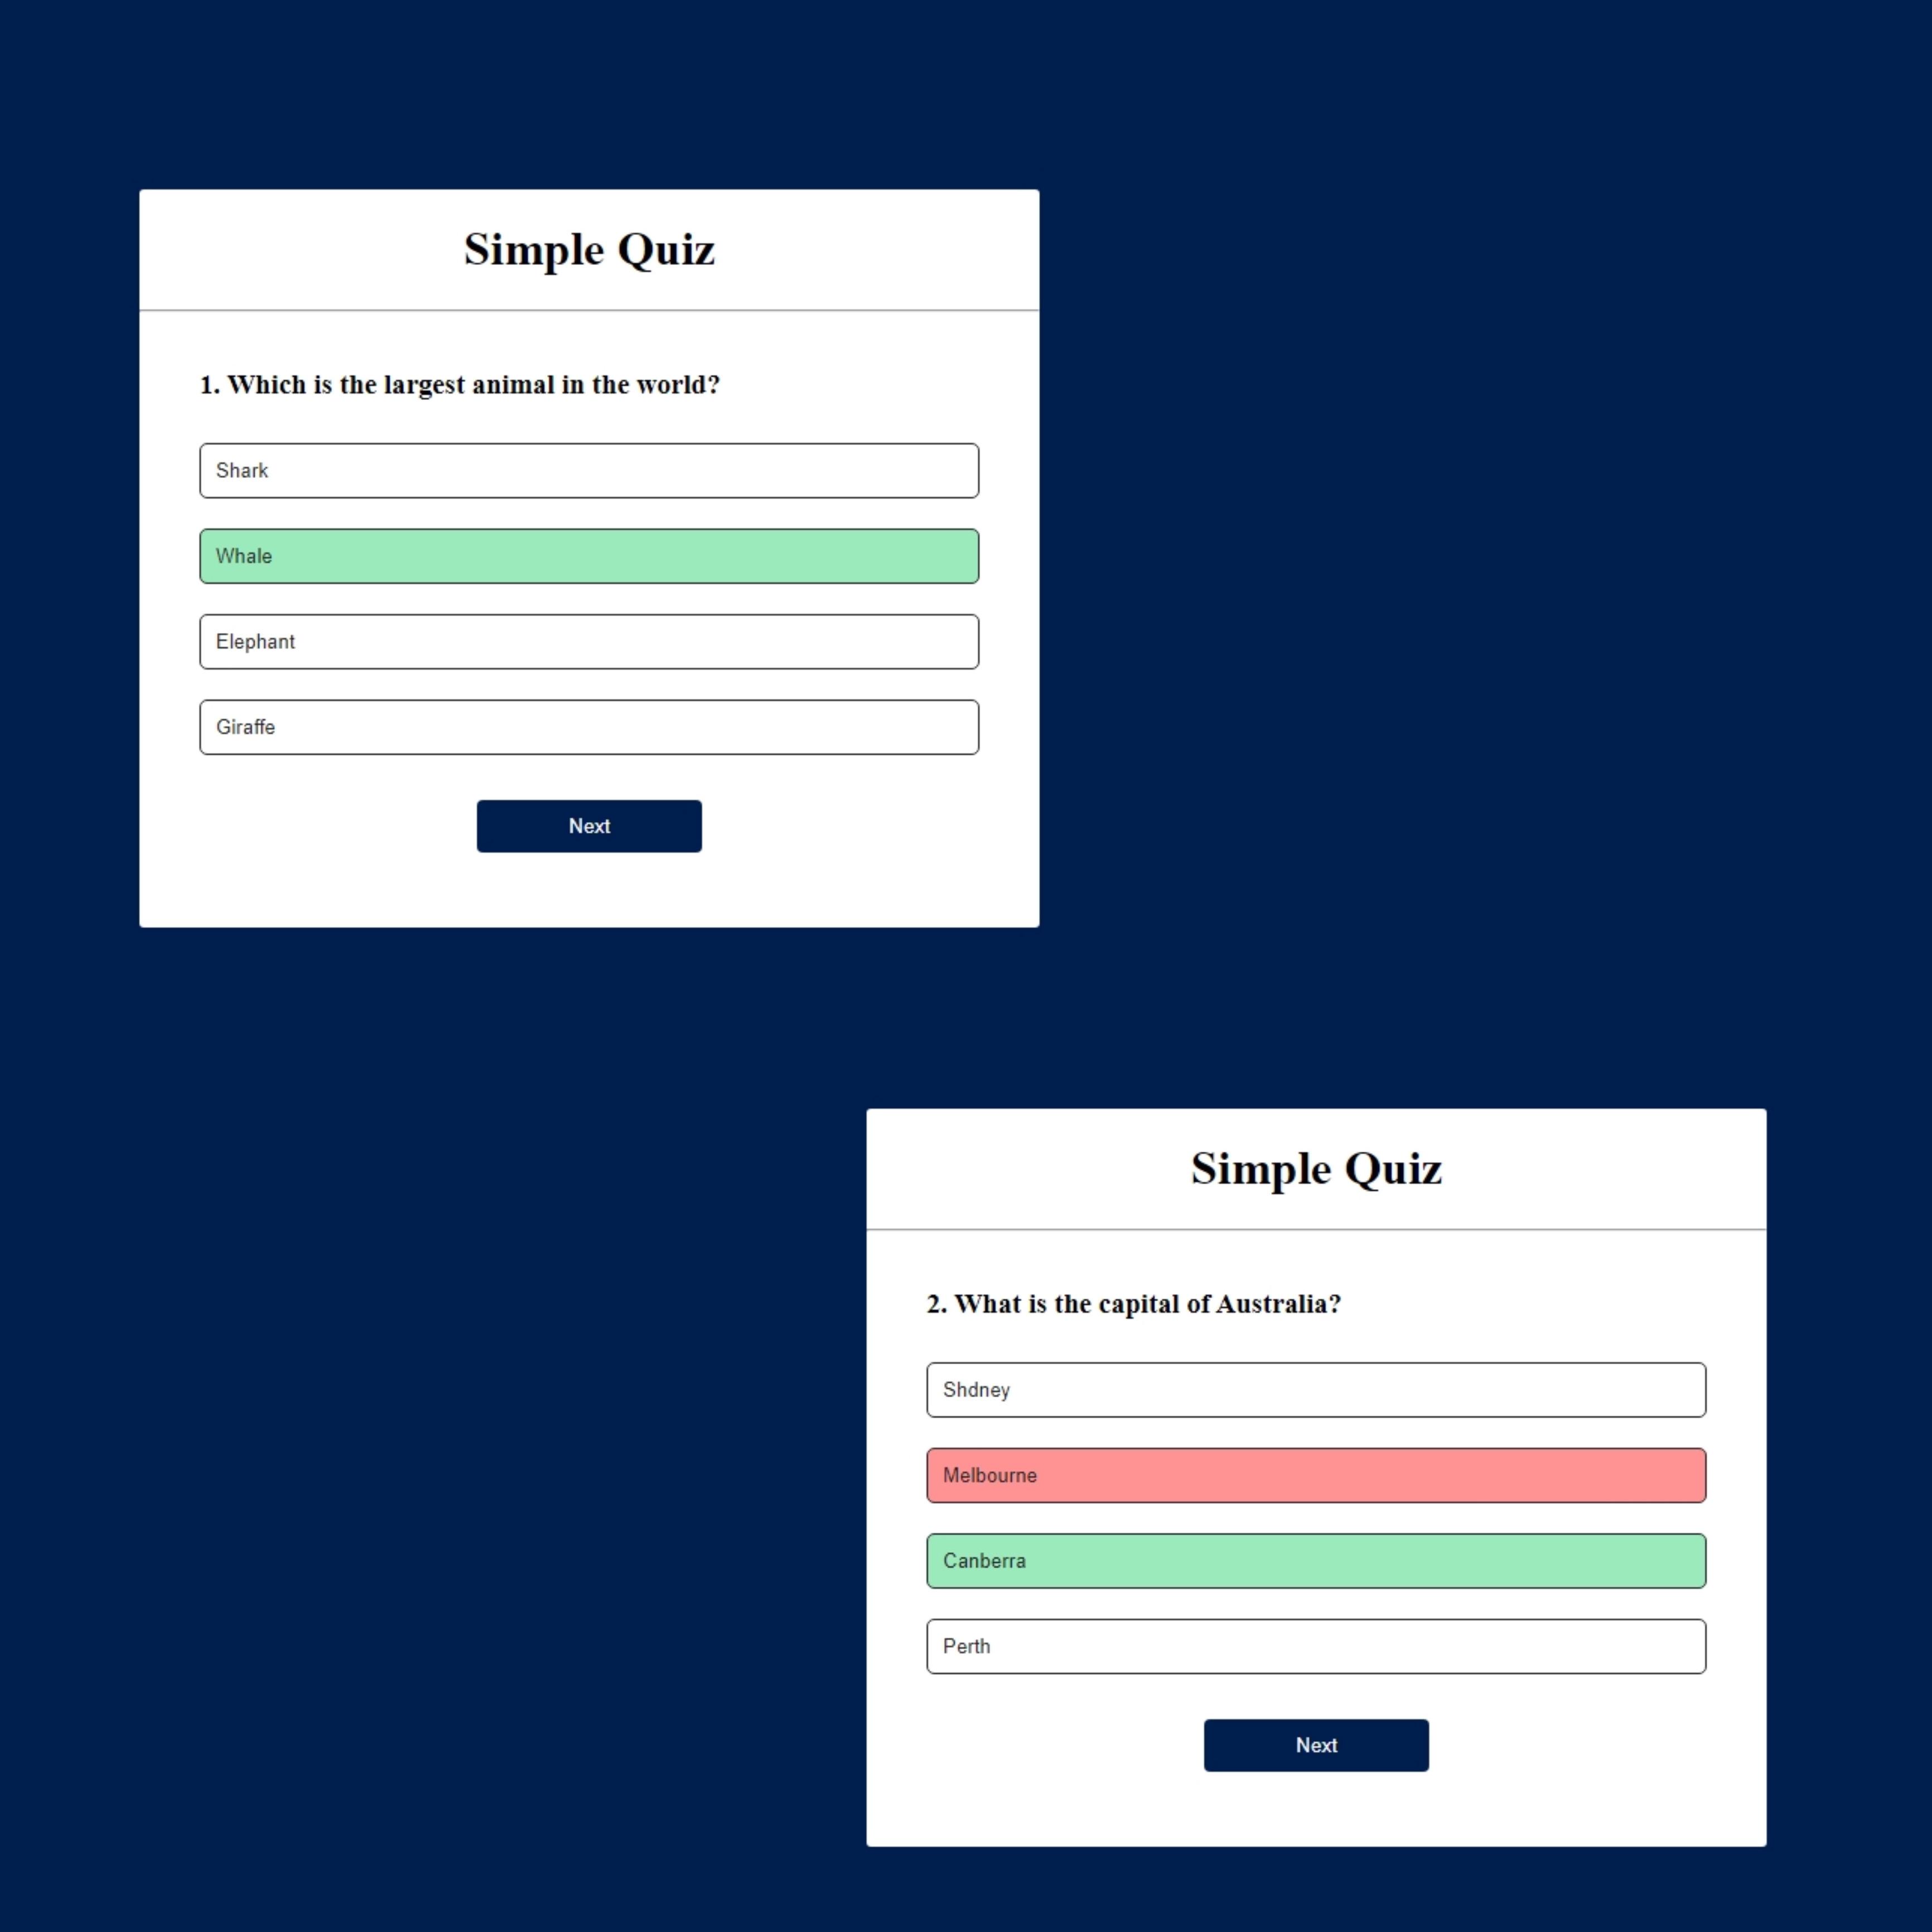 Simple Quiz
1. Which is the largest animal in the world?
Shark
Whale
Elephant
Giraffe
Next
Simple Quiz
2. What is the capital of Australia?
Shdney
Melbourne
Canberra
Perth
Next